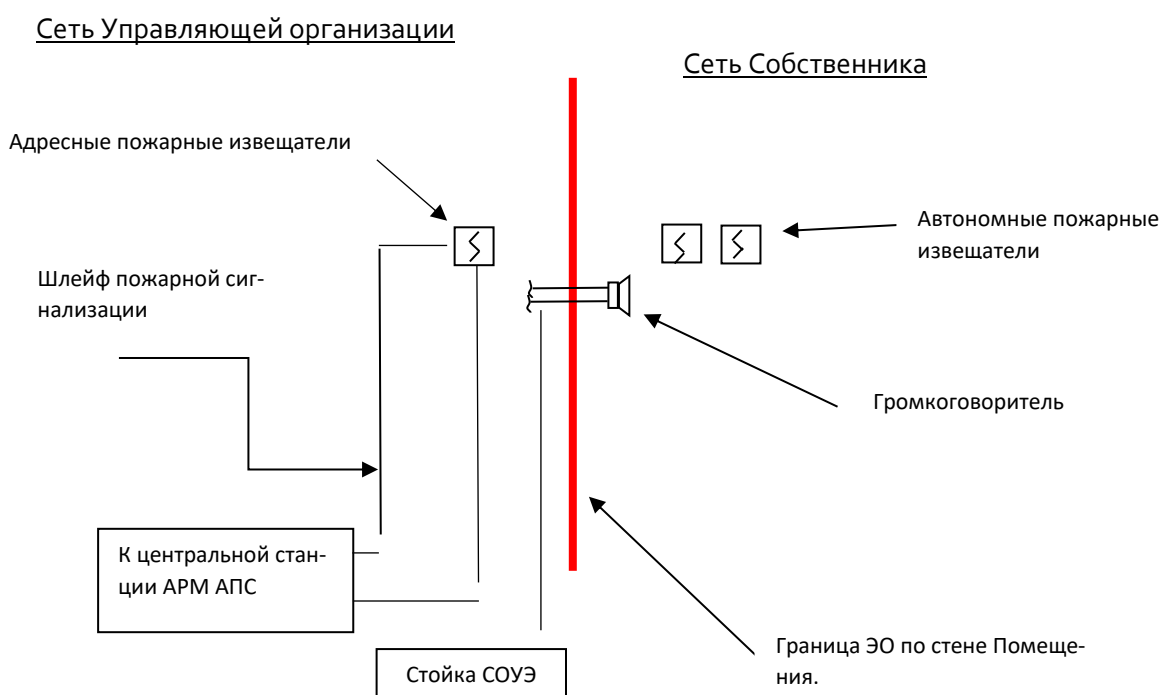 Сеть Управляющей организации
Сеть Собственника
Адресные пожарные извещатели
Автономные пожарные
извещатели
Шлейф пожарной сиг-
нализации
Громкоговоритель
К центральной стан-
ции АРМ АПС
Граница ЭО по стене Помеще-
ния.
Стойка СОУЭ